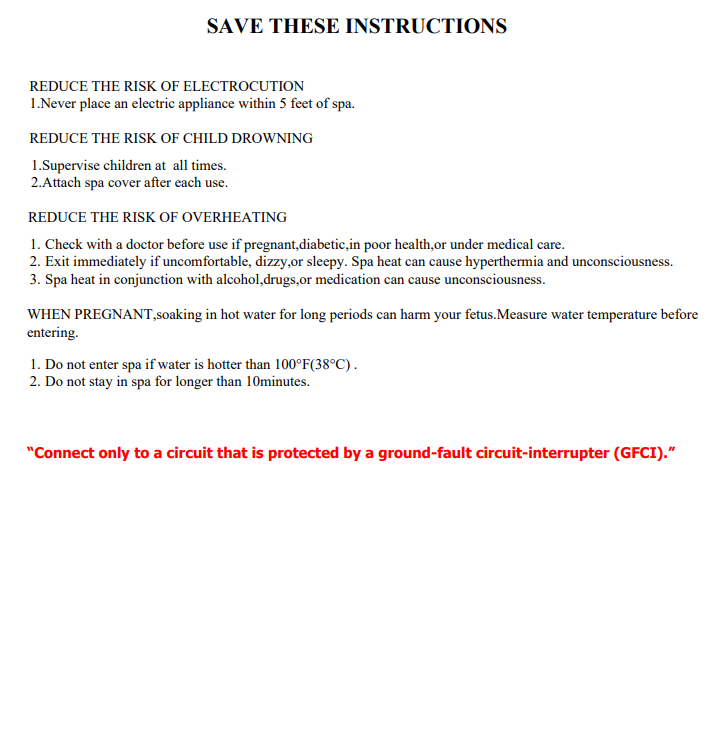 SAVE THESE INSTRUCTIONS
REDUCE THE RISK OF ELECTROCUTION
1.Never place an electric appliance within 5 feet of spa.
REDUCE THE RISK OF CHILD DROWNING
1.Supervise children at  all times.
2.Attach spa cover after each use.
REDUCE THE RISK OF OVERHEATING
1. Check with a doctor before use if pregnant,diabetic,in poor health,or under medical care.
2. Exit immediately if uncomfortable, dizzy,or sleepy. Spa heat can cause hyperthermia and unconsciousness.
3. Spa heat in conjunction with alcohol,drugs,or medication can cause unconsciousness.
WHEN PREGNANT,soaking in hot water for long periods can harm your fetus.Measure water temperature before
entering.
1. Do not enter spa if water is hotter than 100°F(38°C) .
2. Do not stay in spa for longer than 10minutes.
“Connect only to a circuit that is protected by a ground-fault circuit-interrupter (GFCI).”